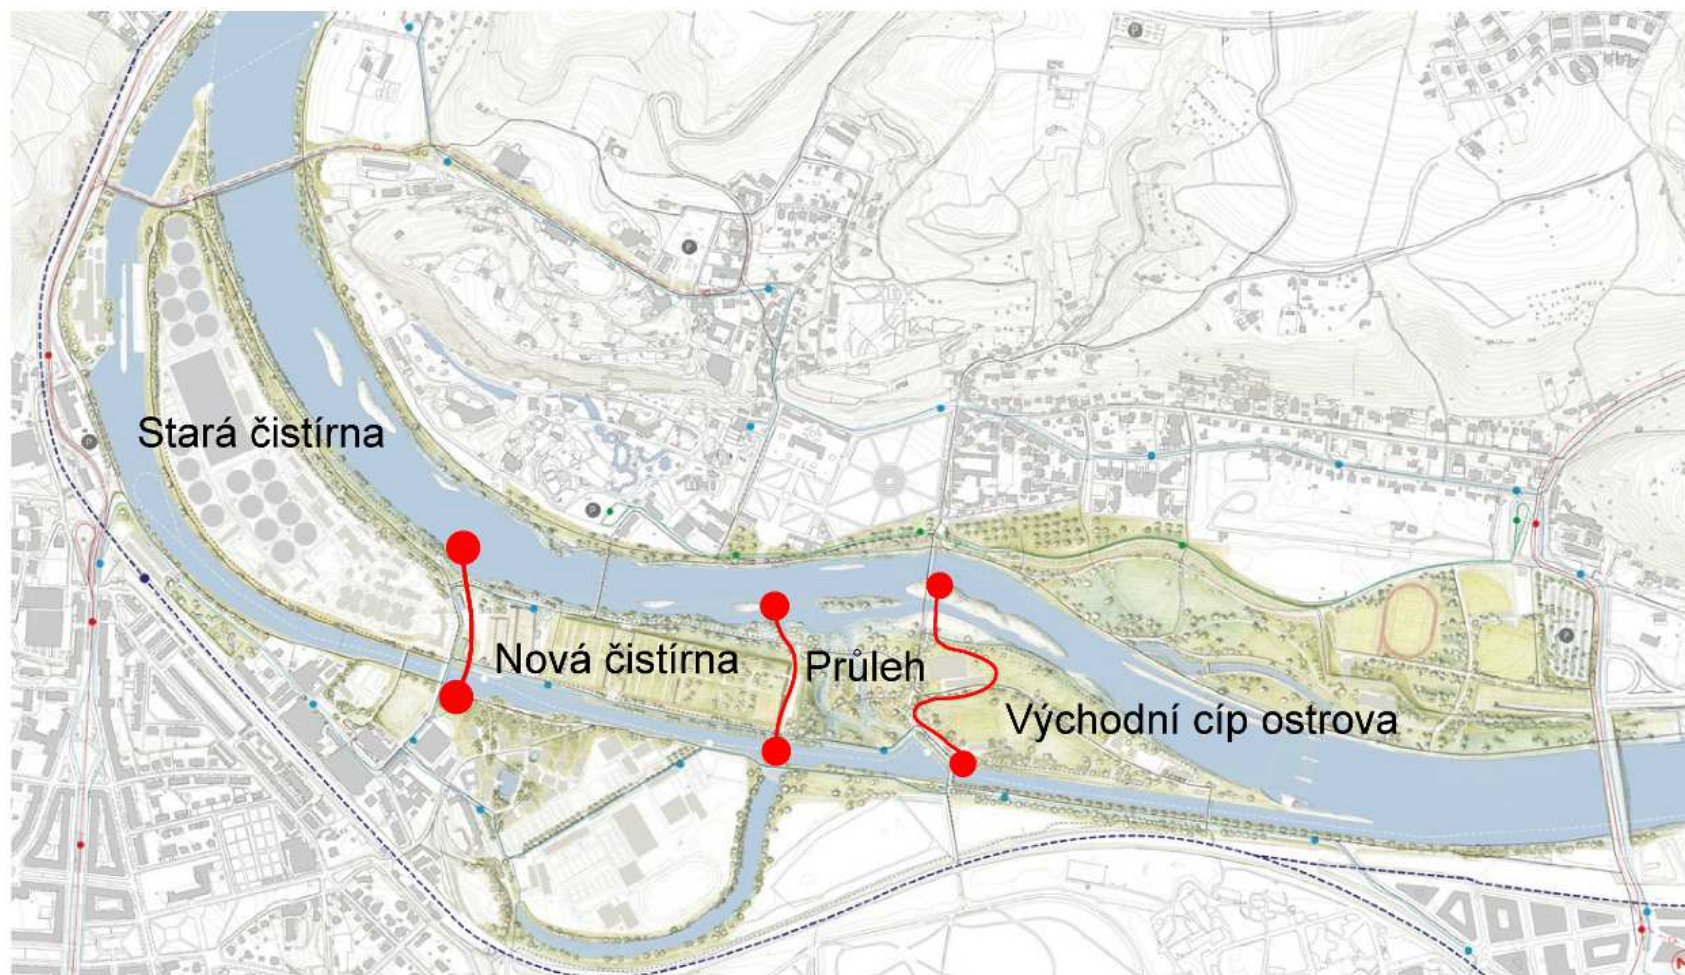 P
P
P
Stará čistírna
P
Nová čistírna
Průleh
P
Východní cíp ostrova